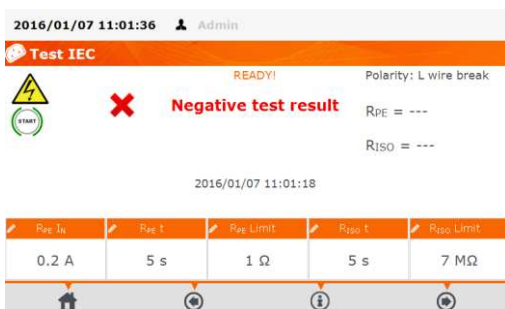 2016/01/07 11:01:36 Admin
Test IEC
READY!
Polarity: L wire break
START
Negative test result
RPE = ---
RISO = ---
2016/01/07 11:01:18
RPE IN
RPE t
RPE Limit
RISO t
RISO Limit
0.2 A
5 s
1 Ω
5 s
7 MΩ